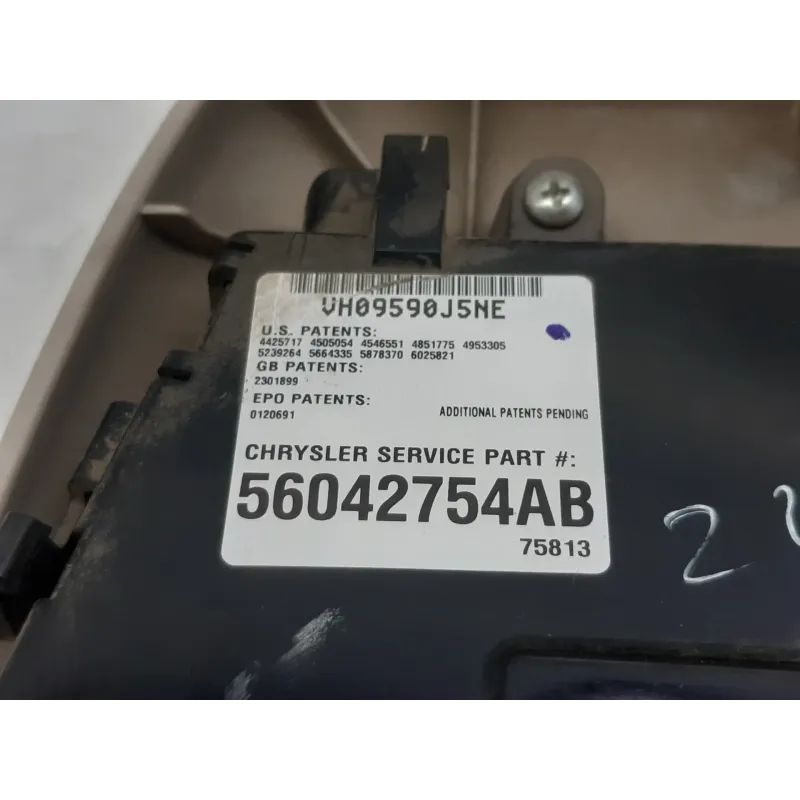 VH09590J5NE
U.S. PATENTS:
4425717 4505054 4546551 4851775 4953305
5239264 5664335 5878370 6025821
GB PATENTS:
2301899
EPO PATENTS:
0120691 ADDITIONAL PATENTS PENDING
CHRYSLER SERVICE PART #:
56042754AB
75813